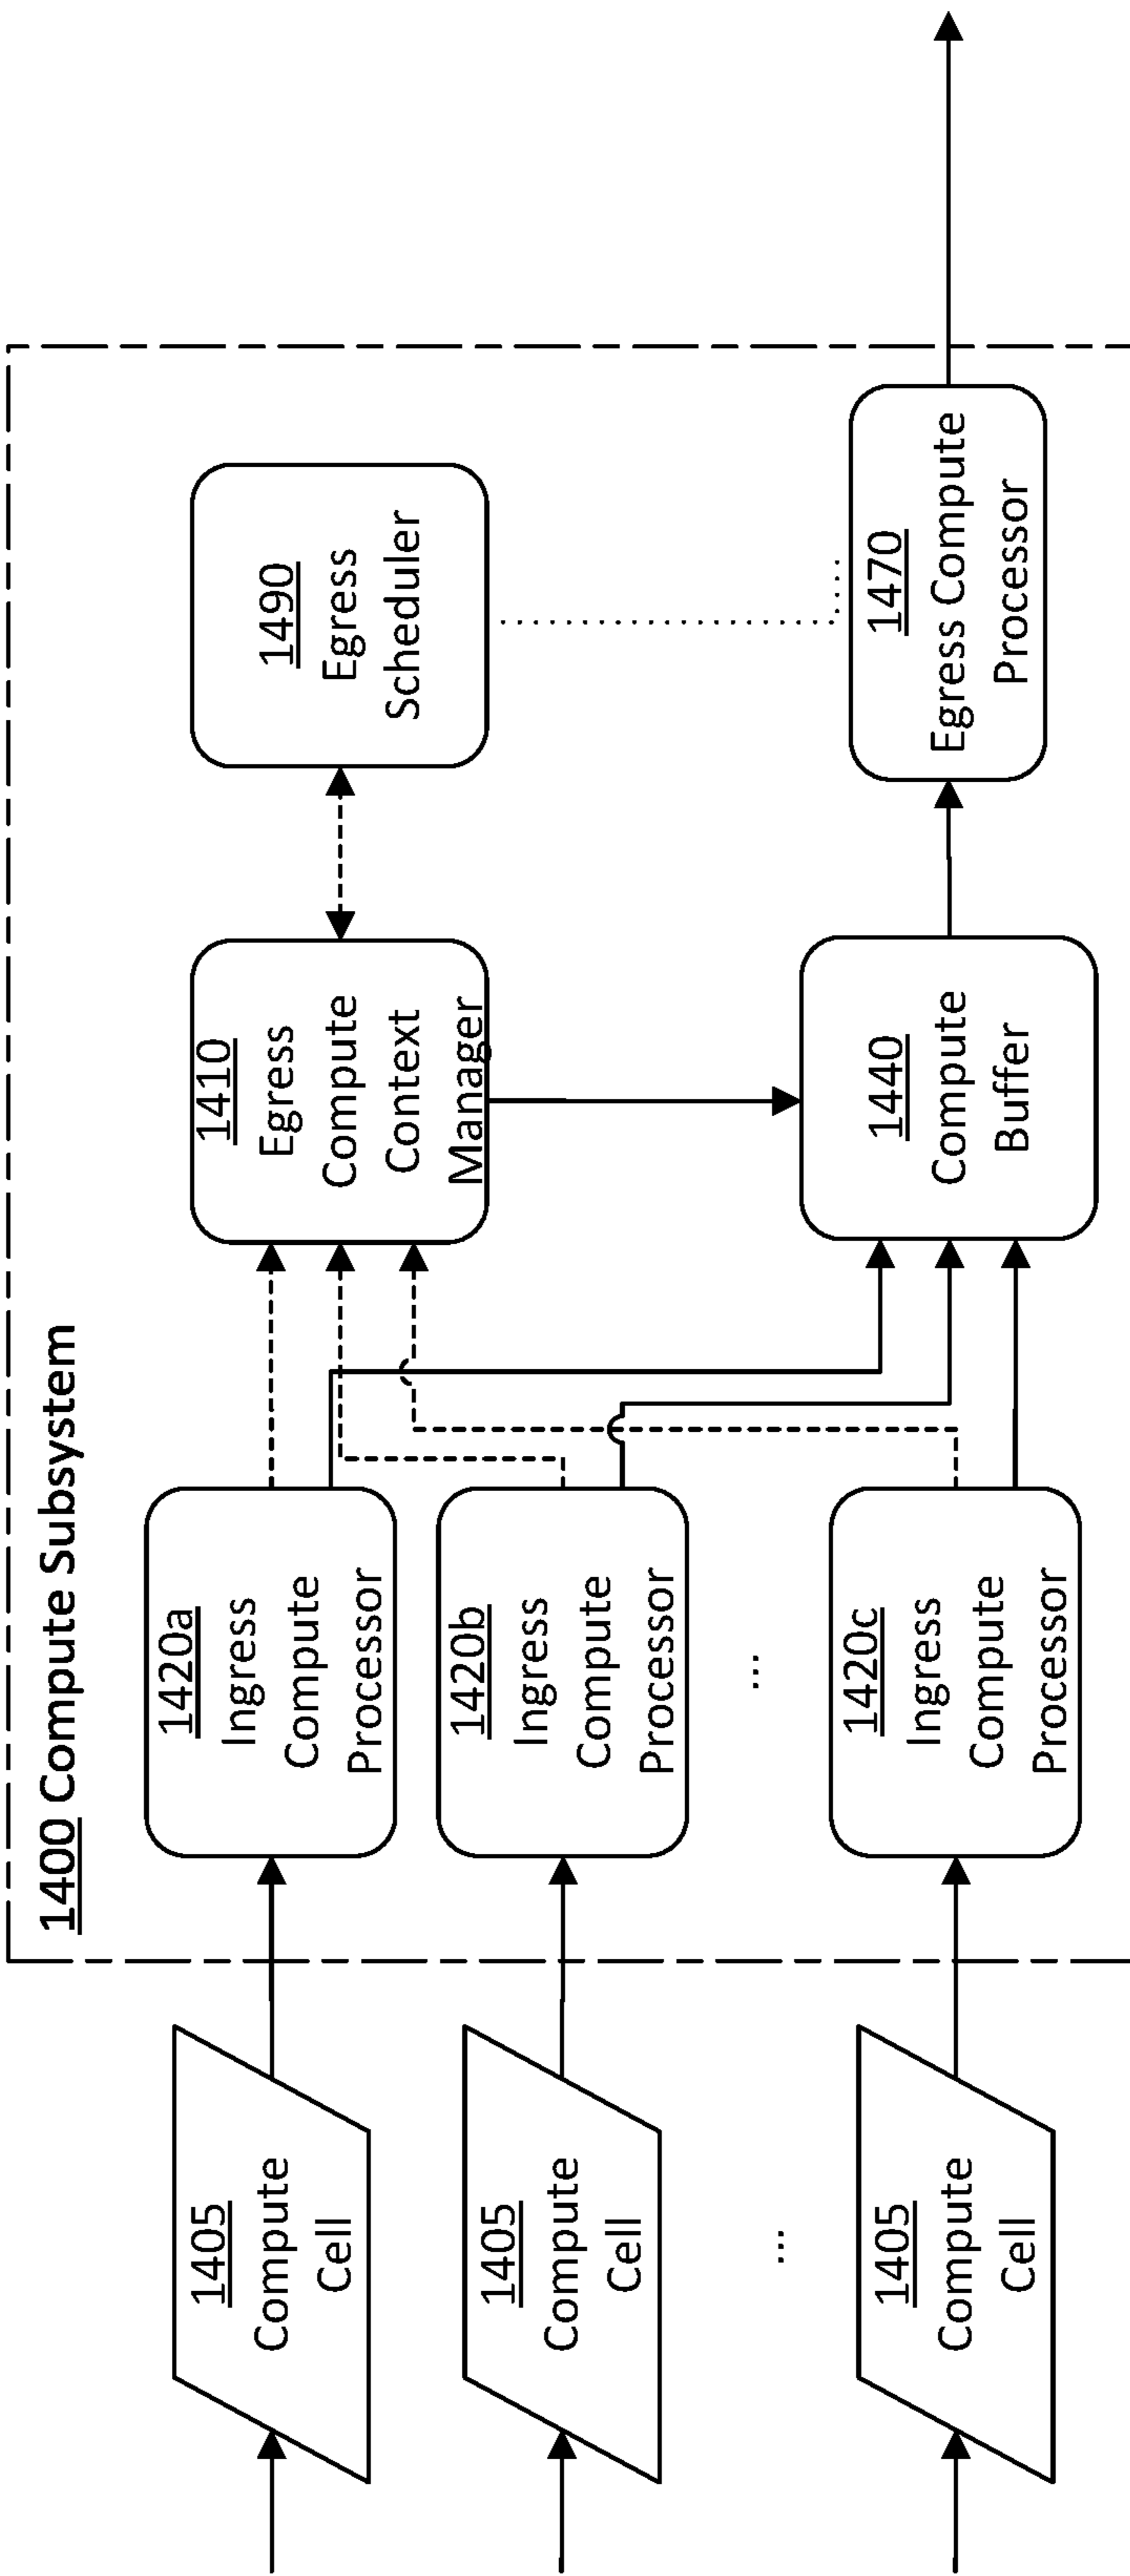 1400 Compute Subsystem
1405
Compute
Cell
1405
Compute
Cell
...
1405
Compute
Cell
1420a
Ingress
Compute
Processor
1420b
Ingress
Compute
Processor
...
1420c
Ingress
Compute
Processor
1410
Egress
Compute
Context
Manager
1440
Compute
Buffer
1490
Egress
Scheduler
1470
Egress Compute
Processor